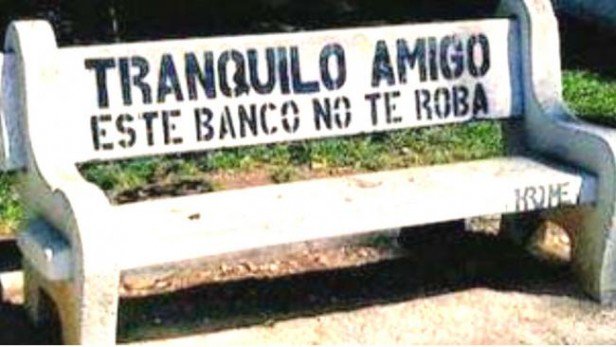 TRANQUILO AMIGO
ESTE BANCO NO TE ROBA